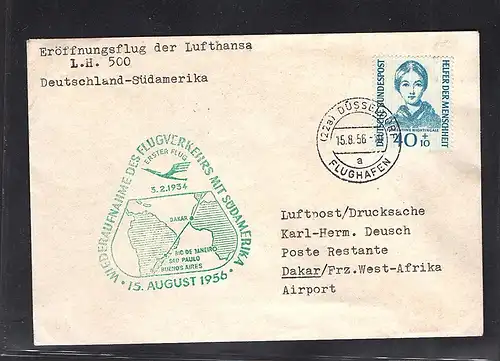 Eröffnungsflug der Lufthansa
L.H. 500
Deutschland-Südamerika
DEUTSCHE BUNDESPOST
HELFER DER MENSCHHEIT
FLORENCE NIGHTINGALE
40+10
(22a) DÜSSELDORF
15.8.56
a
FLUGHAFEN
WIEDERAUFNAHME DES FLUGVERKEHRS MIT SÜDAMERIKA
ERSTER FLUG
3.2.1934
DAKAR
RIO DE JANEIRO
SAO PAULO
BUENOS AIRES
• 15. AUGUST 1956 •
Luftpost/Drucksache
Karl-Herm. Deusch
Poste Restante
Dakar/Frz.West-Afrika
Airport